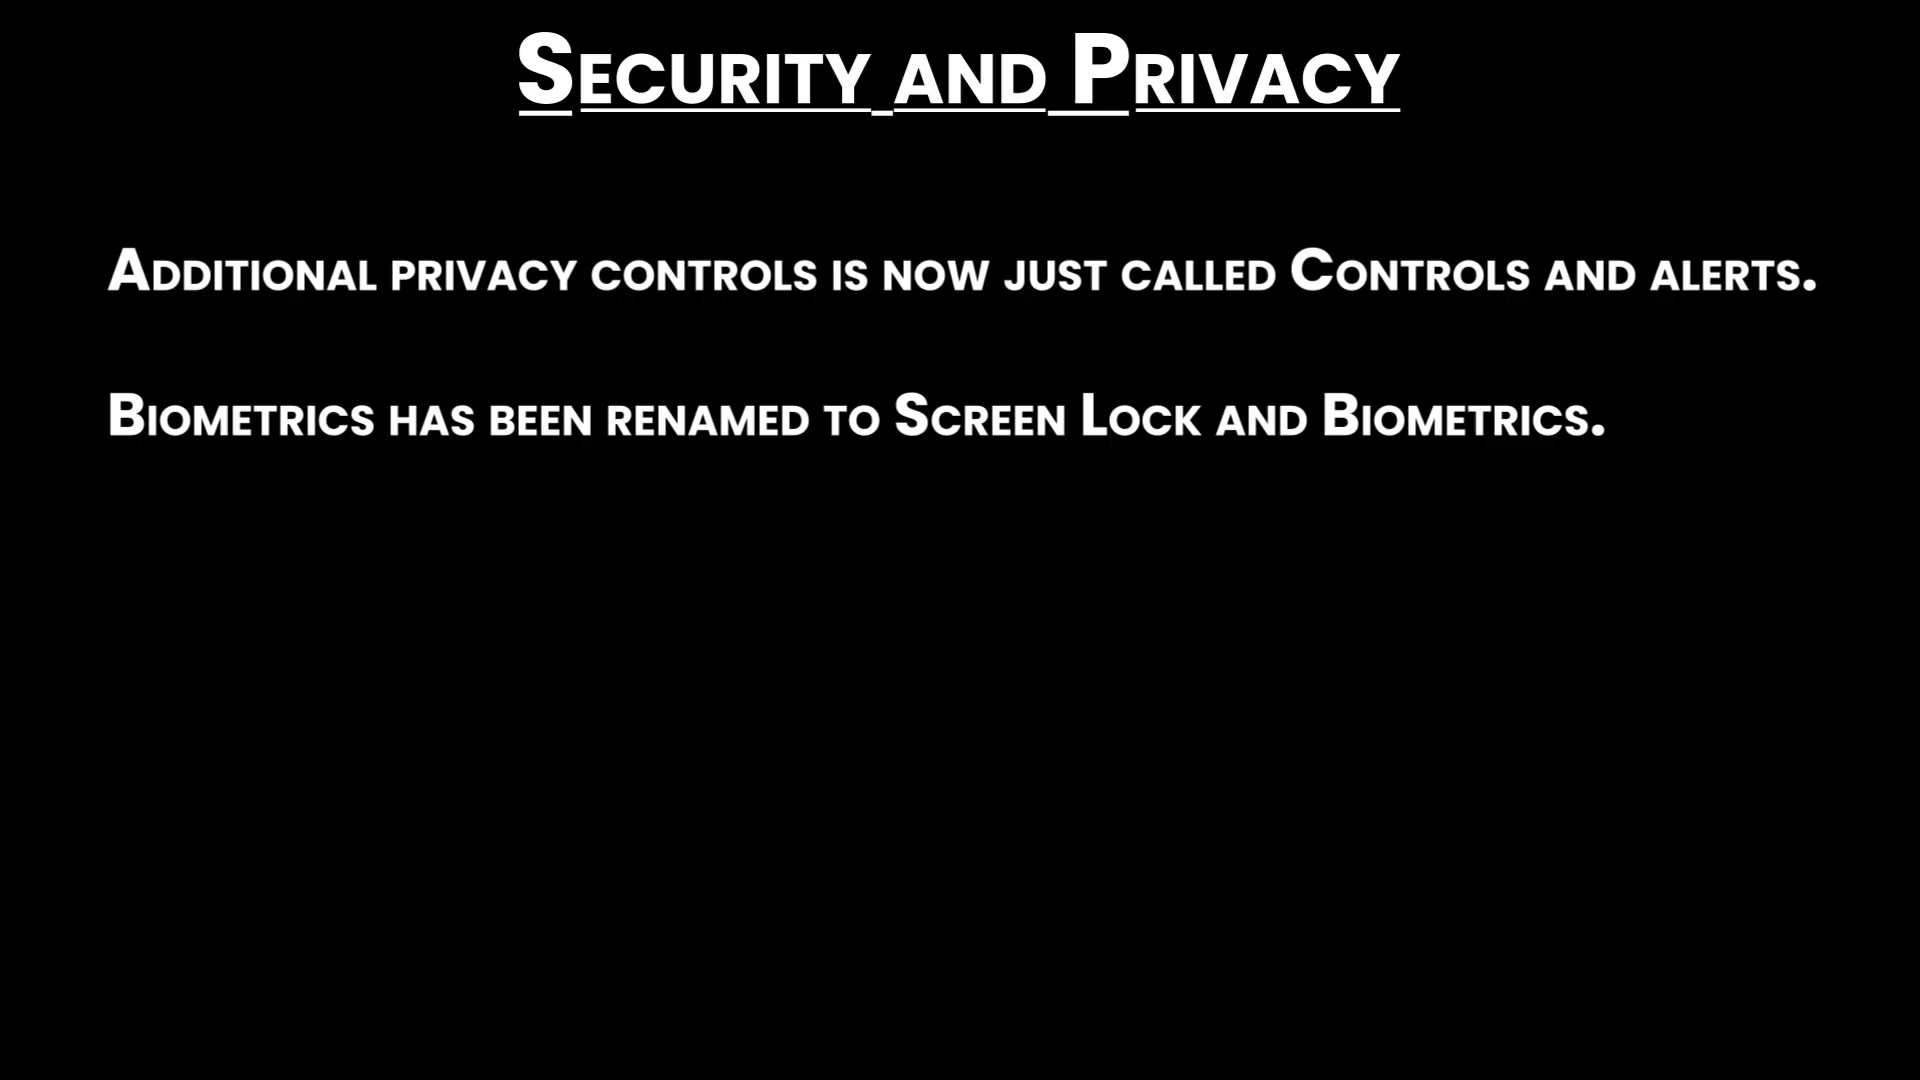 Security and Privacy
Additional privacy controls is now just called Controls and alerts.
Biometrics has been renamed to Screen Lock and Biometrics.